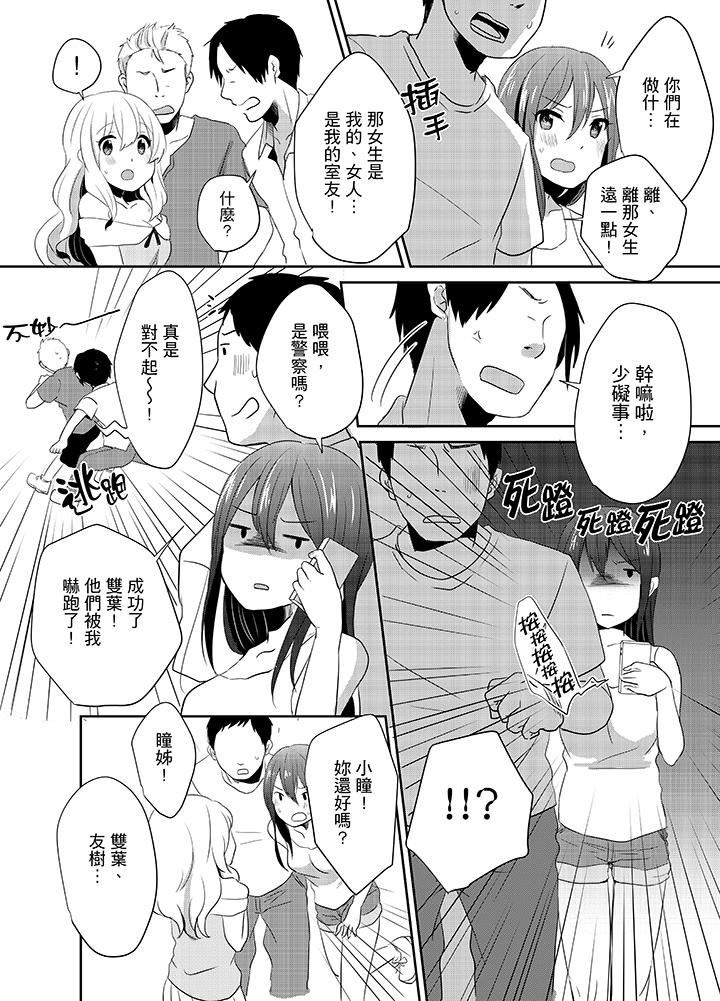 你們在
做什…
離、
離那女生
遠一點！
插手
那女生是
我的、女人…
是我的室友！
什麼？
！
幹嘛啦，
少礙事…
喂喂，
是警察嗎？
真是
對不起～！
不妙～
逃跑
死蹬
死蹬
死蹬
按按按按按
!!?
成功了
雙葉！
他們被我
嚇跑了！
小瞳！
妳還好嗎？
瞳姊！
雙葉、
友樹…